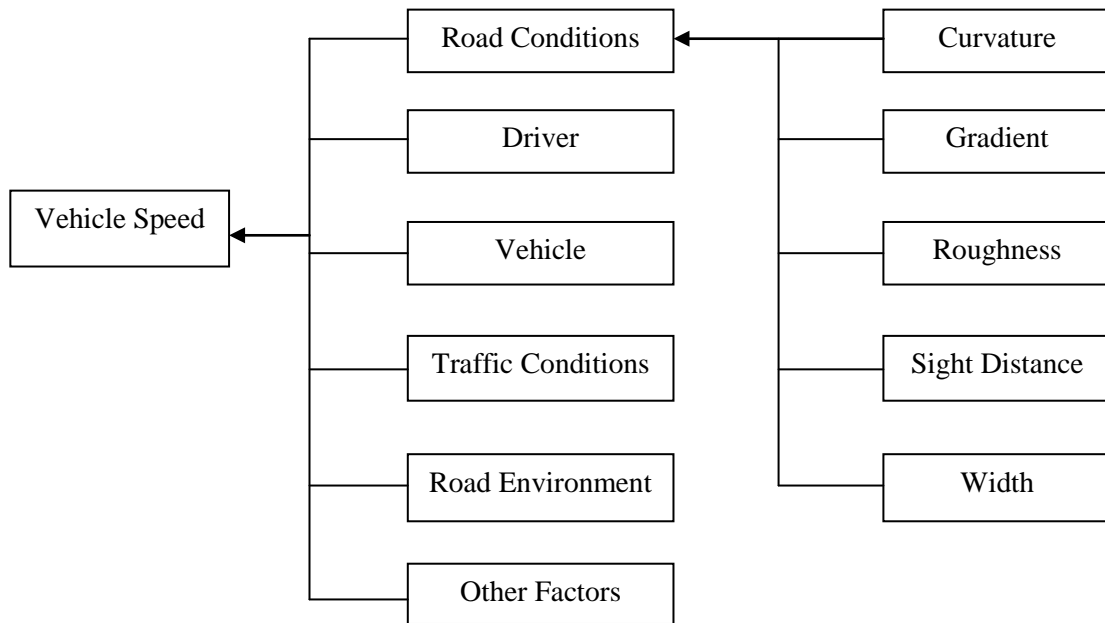 Road Conditions
Curvature
Driver
Gradient
Vehicle Speed
Vehicle
Roughness
Traffic Conditions
Sight Distance
Road Environment
Width
Other Factors